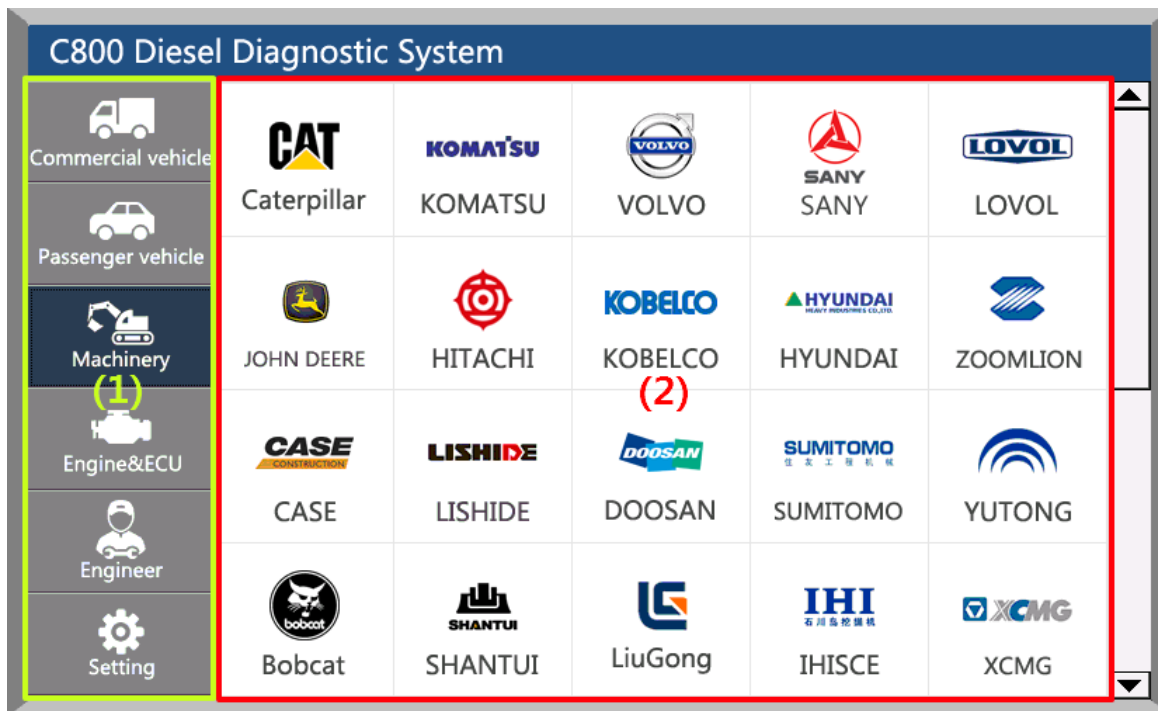 C800 Diesel Diagnostic System
Commercial vehicle
Passenger vehicle
Machinery
(1)
Engine&ECU
Engineer
Setting
CAT
KOMATSU
VOLVO
SANY
LOVOL
Caterpillar
KOMATSU
VOLVO
SANY
LOVOL
KOBELCO
HYUNDAI
HEAVY INDUSTRIES CO.,LTD.
JOHN DEERE
HITACHI
KOBELCO
HYUNDAI
ZOOMLION
(2)
CASE
CONSTRUCTION
LISHIDE
DOOSAN
SUMITOMO
住友工程机械
CASE
LISHIDE
DOOSAN
SUMITOMO
YUTONG
bobcat
SHANTUI
IHI
石川岛挖掘机
XCMG
Bobcat
SHANTUI
LiuGong
IHISCE
XCMG